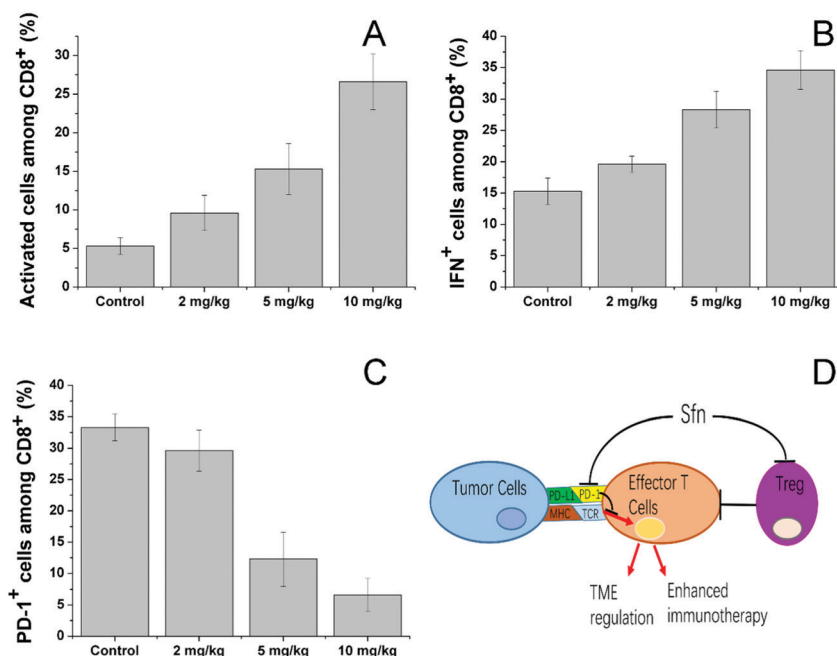 A
Activated cells among CD8⁺ (%)
30
25
20
15
10
5
0
Control 2 mg/kg 5 mg/kg 10 mg/kg
B
IFN⁺ cells among CD8⁺ (%)
40
35
30
25
20
15
10
5
0
Control 2 mg/kg 5 mg/kg 10 mg/kg
C
PD-1⁺ cells among CD8⁺ (%)
40
35
30
25
20
15
10
5
0
Control 2 mg/kg 5 mg/kg 10 mg/kg
D
Sfn
Tumor Cells
PD-L1 PD-1
MHC TCR
Effector T
Cells
Treg
TME
regulation
Enhanced
immunotherapy